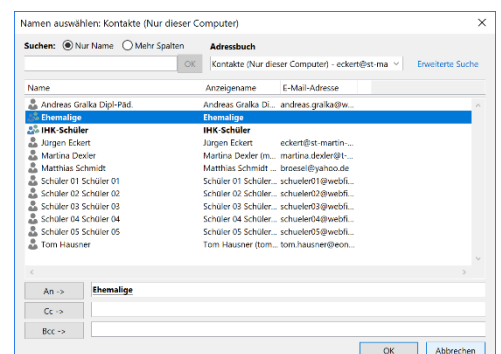 Namen auswählen: Kontakte (Nur dieser Computer)
Suchen: Nur Name Mehr Spalten Adressbuch
OK Kontakte (Nur dieser Computer) - eckert@st-ma Erweiterte Suche
Name Anzeigename E-Mail-Adresse
Andreas Gralka Dipl-Päd. Andreas Gralka Di... andreas.gralka@w...
Ehemalige Ehemalige
IHK-Schüler IHK-Schüler
Jürgen Eckert Jürgen Eckert eckert@st-martin-...
Martina Dexler Martina Dexler (m... martina.dexler@t-...
Matthias Schmidt Matthias Schmidt ... broesel@yahoo.de
Schüler 01 Schüler 01 Schüler 01 Schüler... schueler01@webfi...
Schüler 02 Schüler 02 Schüler 02 Schüler... schueler02@webfi...
Schüler 03 Schüler 03 Schüler 03 Schüler... schueler03@webfi...
Schüler 04 Schüler 04 Schüler 04 Schüler... schueler04@webfi...
Schüler 05 Schüler 05 Schüler 05 Schüler... schueler05@webfi...
Tom Hausner Tom Hausner (tom... tom.hausner@eon...
An -> Ehemalige
Cc ->
Bcc ->
OK Abbrechen